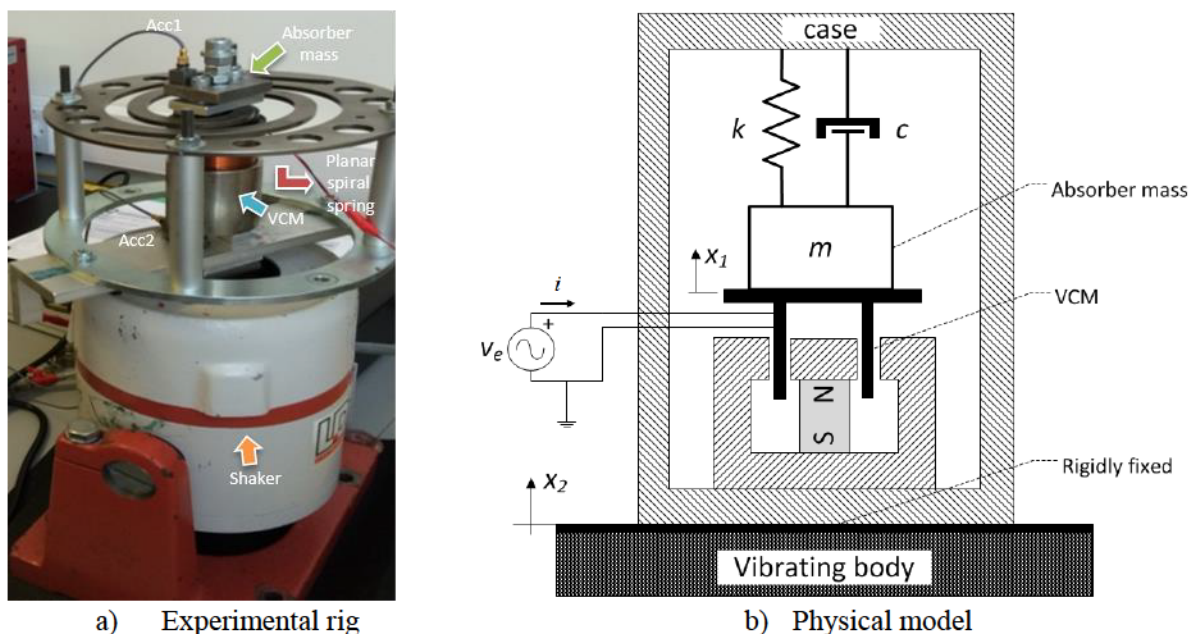 Acc1
Absorber
mass
Planar
spiral
spring
VCM
Acc2
Shaker
a) Experimental rig
case
k
c
Absorber mass
m
x1
i
VCM
+
ve
N
S
Rigidly fixed
x2
Vibrating body
b) Physical model